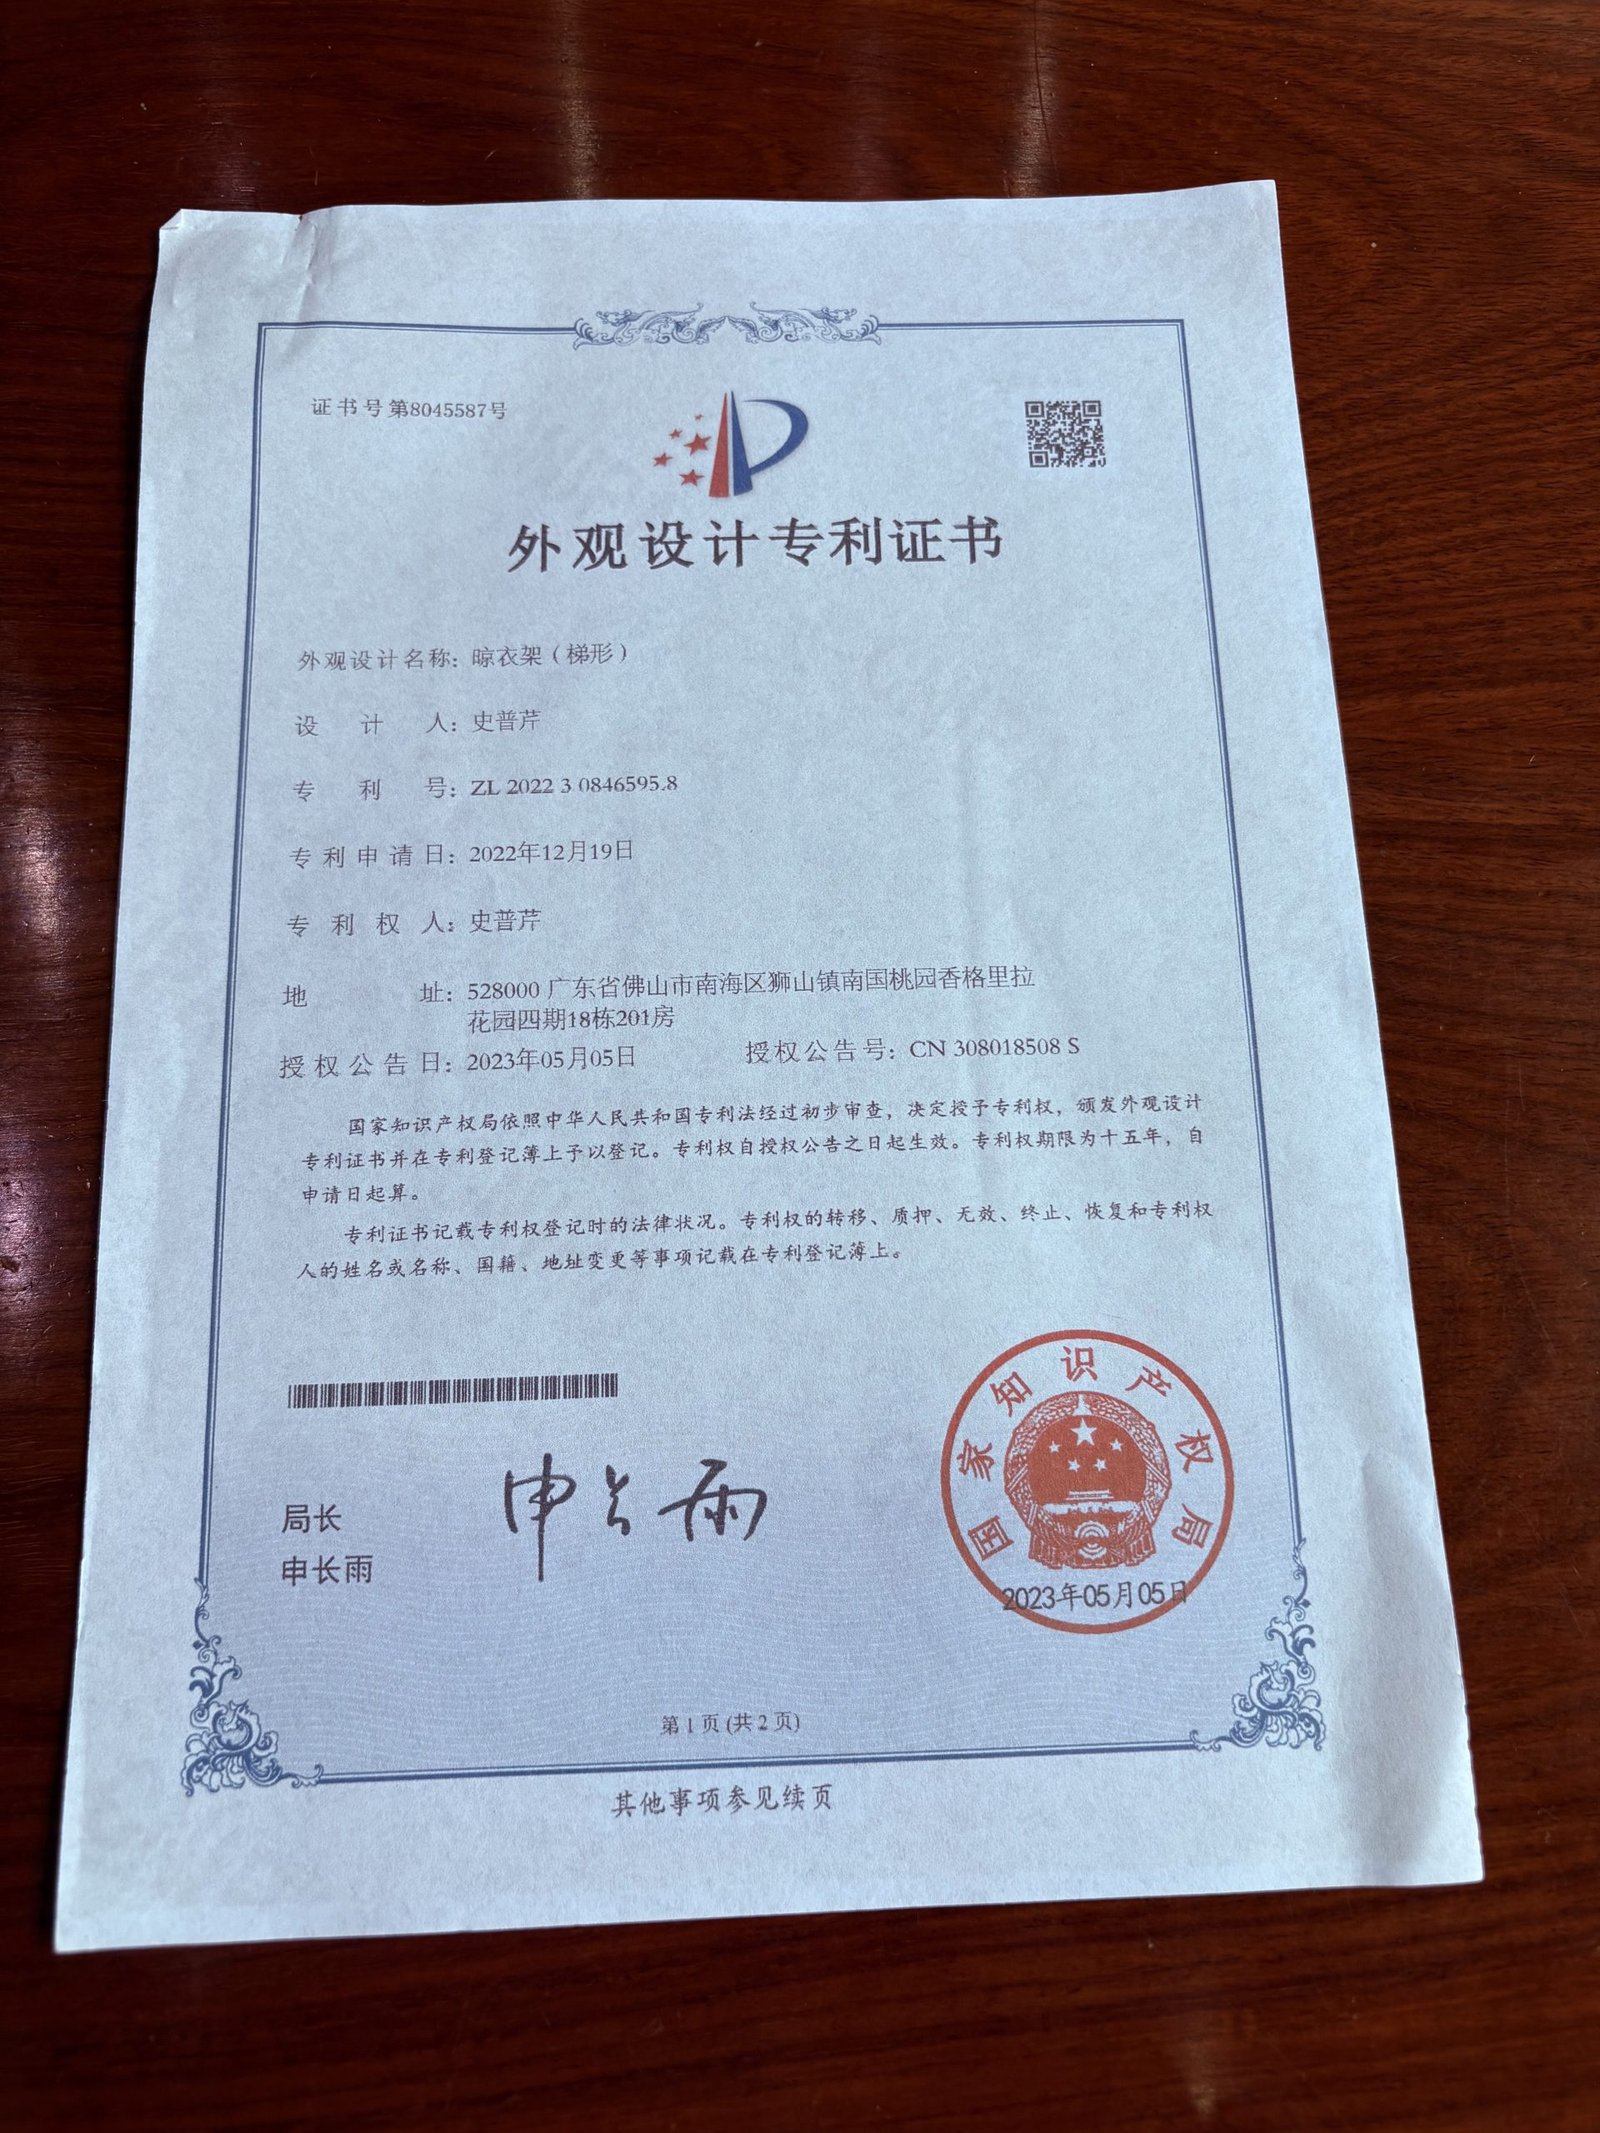 证书号第8045587号
外观设计专利证书
外观设计名称：晾衣架（梯形）
设计人：史普芹
专利号：ZL 2022 3 0846595.8
专利申请日：2022年12月19日
专利权人：史普芹
地址：528000 广东省佛山市南海区狮山镇南国桃园香格里拉
花园四期18栋201房
授权公告日：2023年05月05日 授权公告号：CN 308018508 S
国家知识产权局依照中华人民共和国专利法经过初步审查，决定授予专利权，颁发外观设计
专利证书并在专利登记簿上予以登记。专利权自授权公告之日起生效。专利权期限为十五年，自
申请日起算。
专利证书记载专利权登记时的法律状况。专利权的转移、质押、无效、终止、恢复和专利权
人的姓名或名称、国籍、地址变更等事项记载在专利登记簿上。
局长
申长雨
申长雨
国家知识产权局
2023年05月05日
第 1 页 (共 2 页)
其他事项参见续页